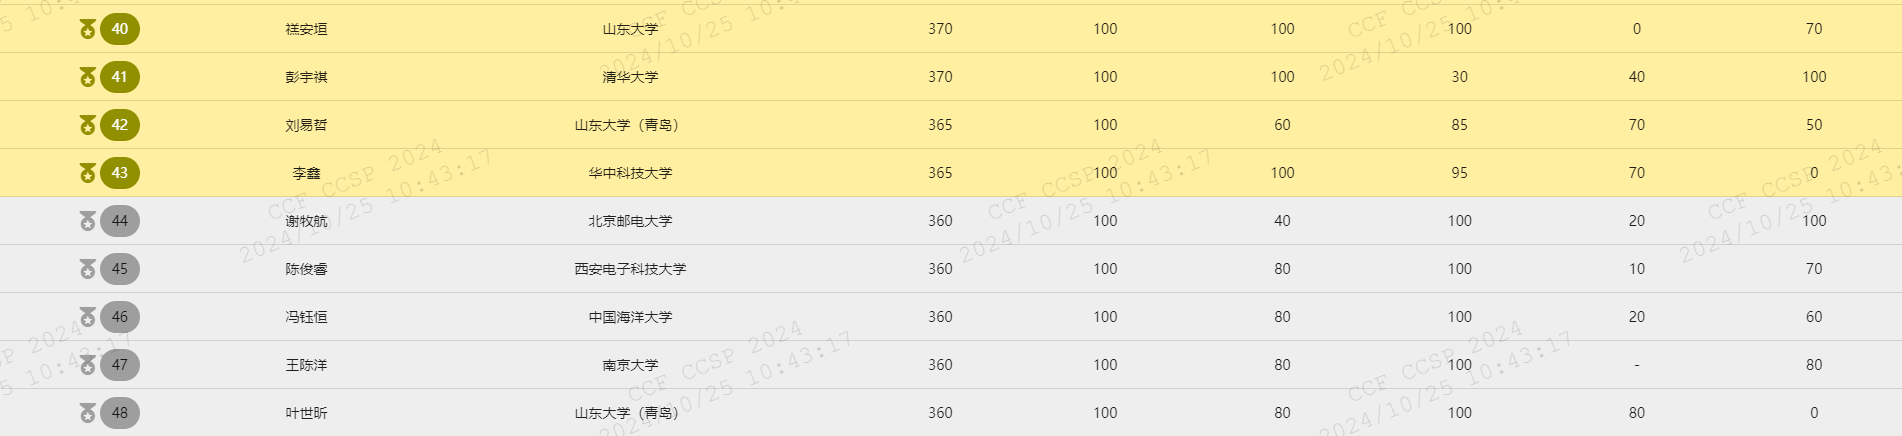 40 禚安垣 山东大学 370 100 100 100 0 70
41 彭宇祺 清华大学 370 100 100 30 40 100
42 刘易哲 山东大学（青岛） 365 100 60 85 70 50
43 李鑫 华中科技大学 365 100 100 95 70 0
44 谢牧航 北京邮电大学 360 100 40 100 20 100
45 陈俊睿 西安电子科技大学 360 100 80 100 10 70
46 冯钰恒 中国海洋大学 360 100 80 100 20 60
47 王陈洋 南京大学 360 100 80 100 - 80
48 叶世昕 山东大学（青岛） 360 100 80 100 80 0
CCF CCSP 2024
2024/10/25 10:43:17